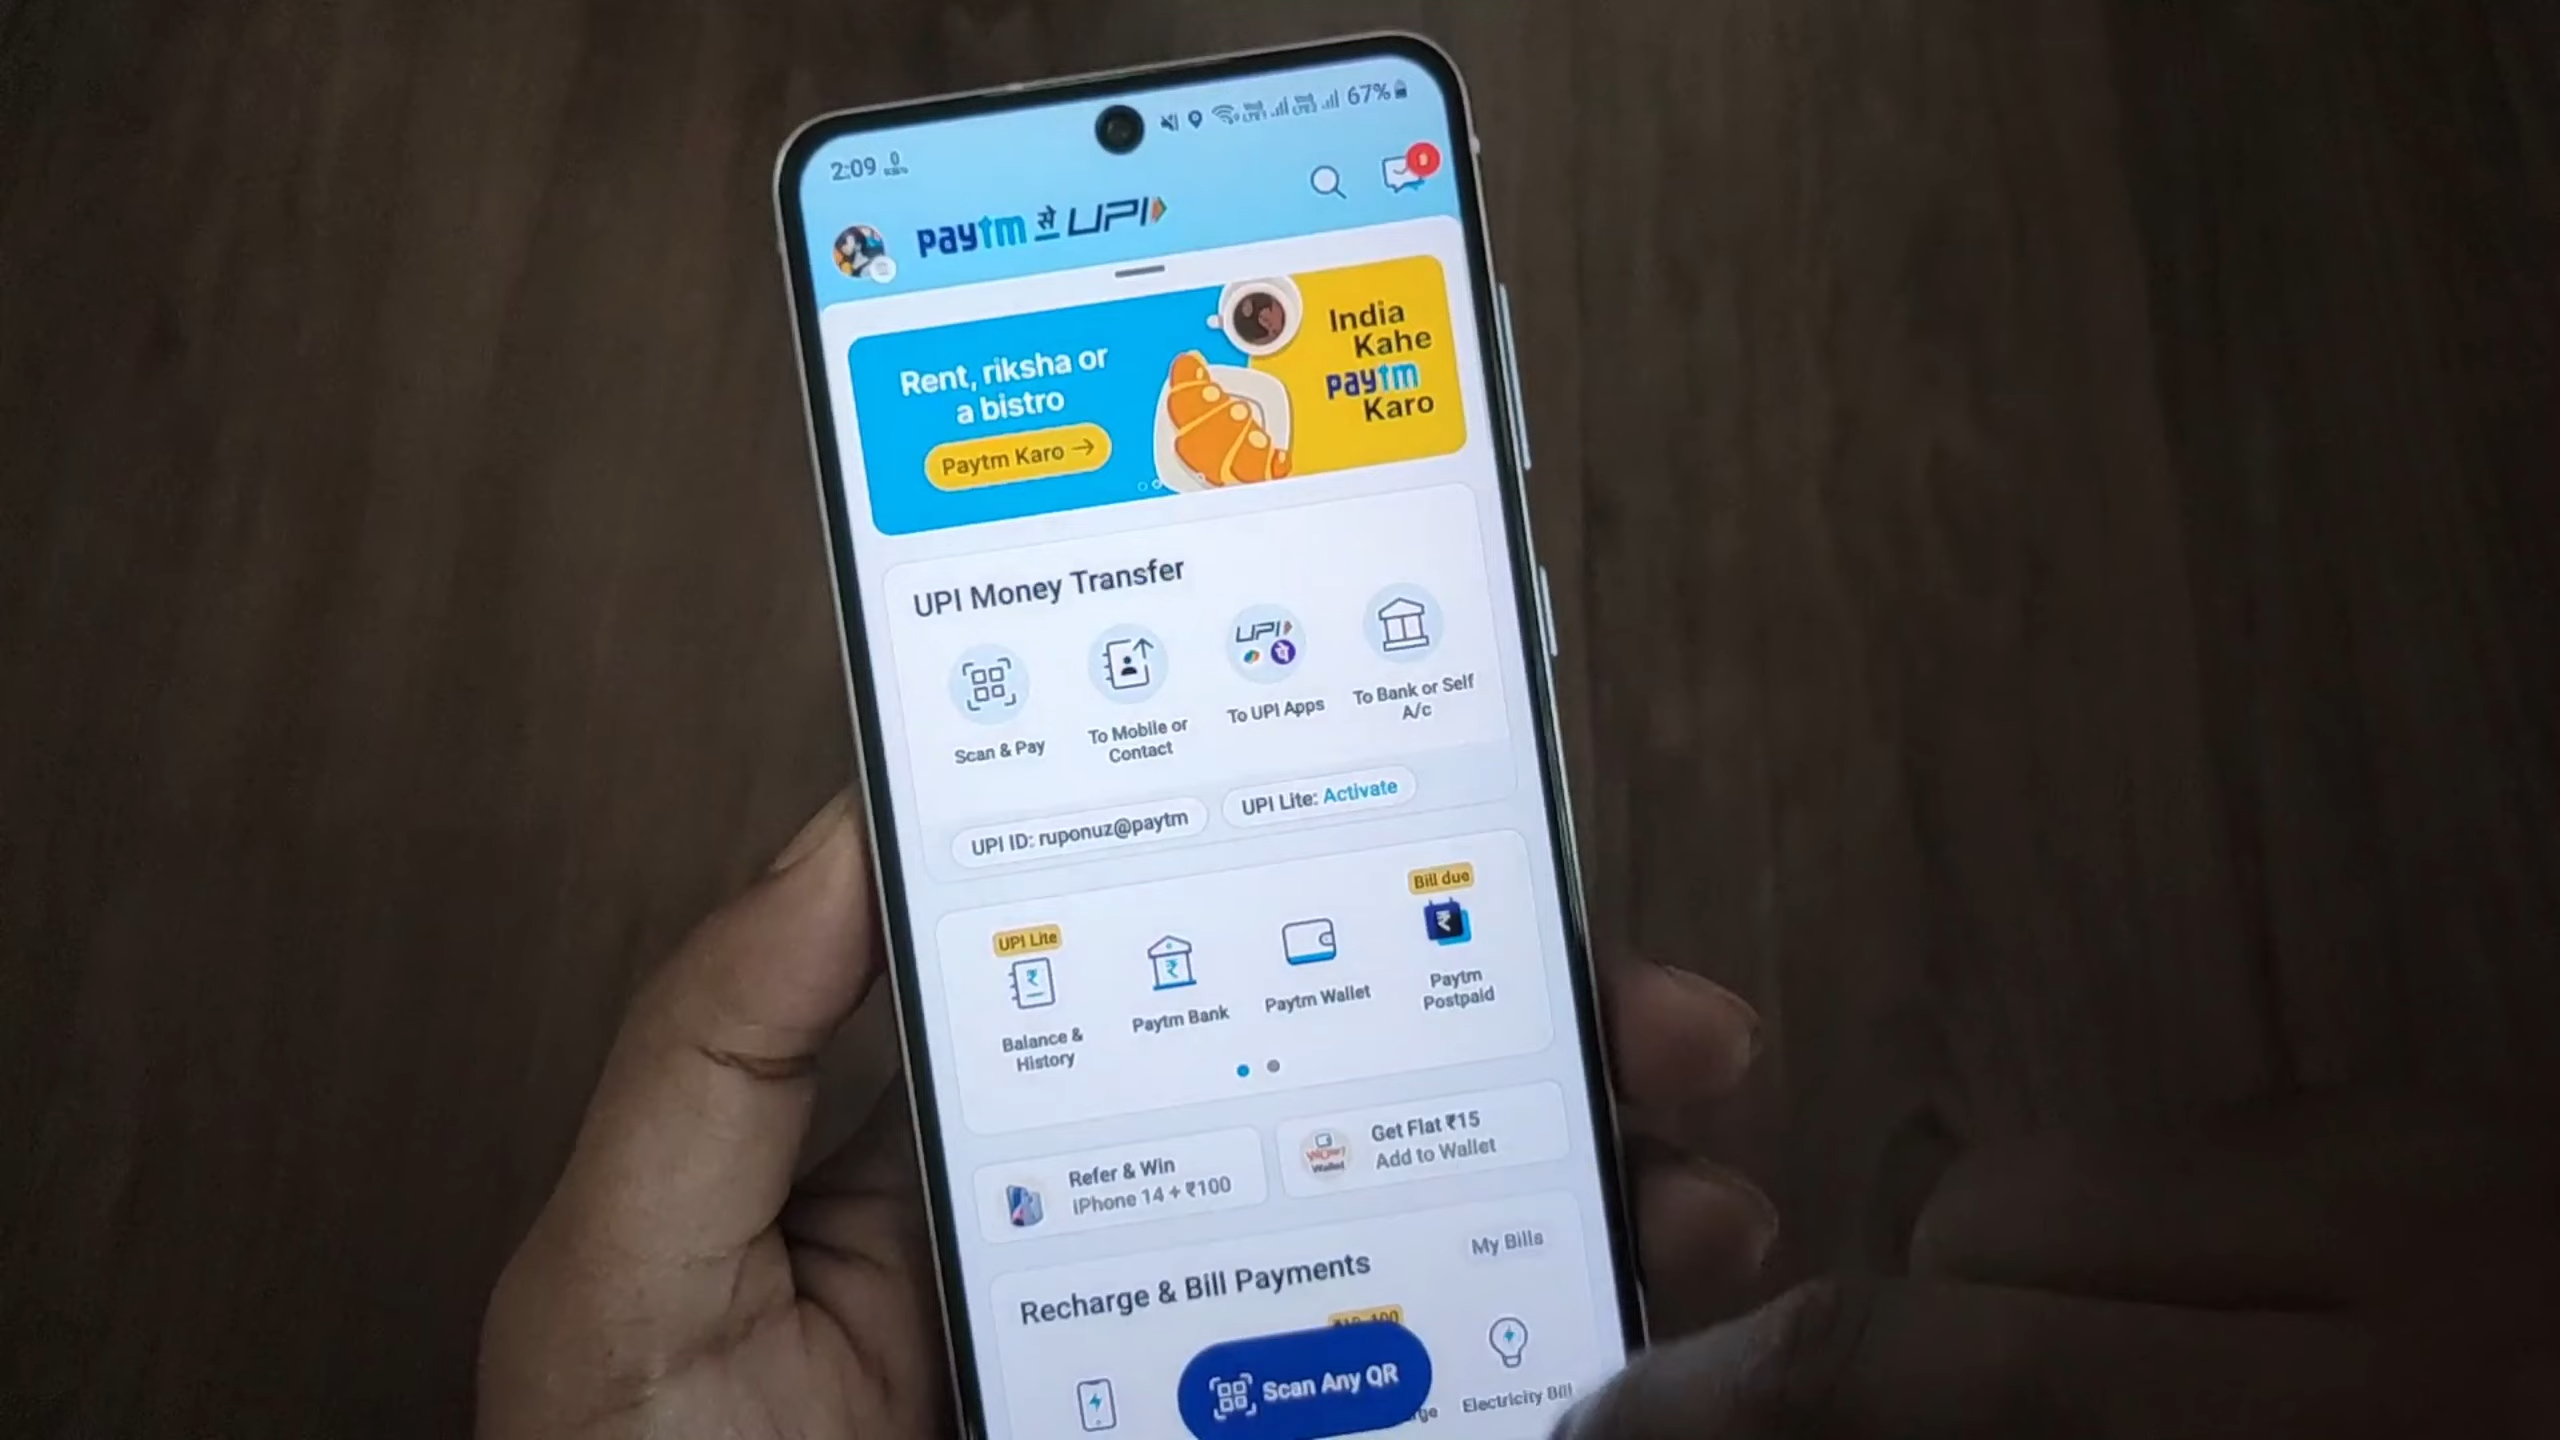 2:09
67%
paytm से UPI
Rent, riksha or
a bistro
Paytm Karo →
India
Kahe
paytm
Karo
UPI Money Transfer
UPI
पे
Scan & Pay
To Mobile or
Contact
To UPI Apps
To Bank or Self
A/c
UPI ID: ruponuz@paytm
UPI Lite: Activate
UPI Lite
Bill due
₹
₹
₹
Balance &
History
Paytm Bank
Paytm Wallet
Paytm
Postpaid
Refer & Win
iPhone 14 + ₹100
Wallet
Get Flat ₹15
Add to Wallet
Recharge & Bill Payments
My Bills
Scan Any QR
Electricity Bill